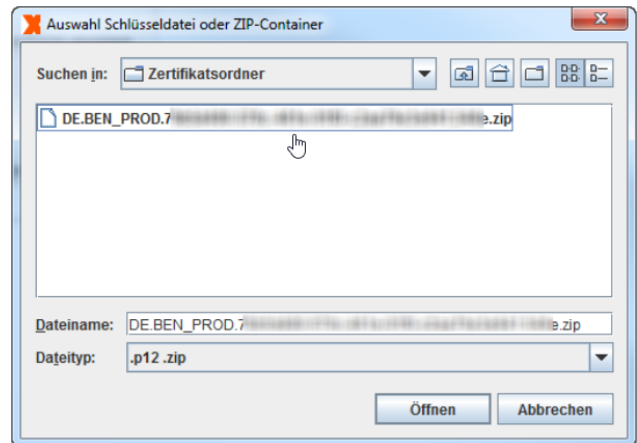 Auswahl Schlüsseldatei oder ZIP-Container
Suchen in: Zertifikatsordner
DE.BEN_PROD.7 e.zip
Dateiname: DE.BEN_PROD.7 e.zip
Dateityp: .p12 .zip
Öffnen Abbrechen